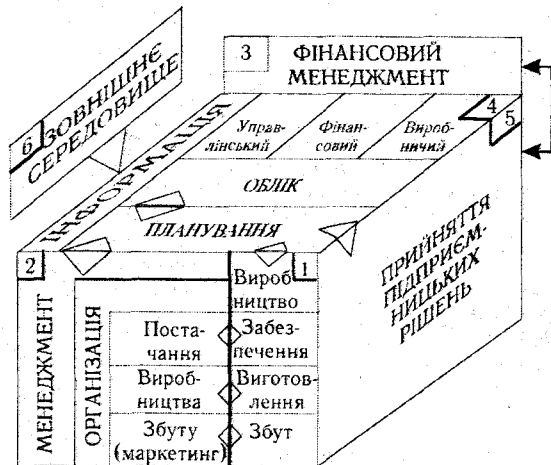 3
ФІНАНСОВИЙ
МЕНЕДЖМЕНТ
6
ЗОВНІШНЄ
СЕРЕДОВИЩЕ
ІНФОРМАЦІЯ
Управ-
лінський
Фінан-
совий
Вироб-
ничий
4
5
ОБЛІК
ПЛАНУВАННЯ
2
1
МЕНЕДЖМЕНТ
ОРГАНІЗАЦІЯ
Вироб-
ництво
Поста-
чання
Забез-
печення
Вироб-
ництва
Виготов-
лення
Збуту
(маркетинг)
Збут
ПРИЙНЯТТЯ
ПІДПРИЄМ-
НИЦЬКИХ
РІШЕНЬ